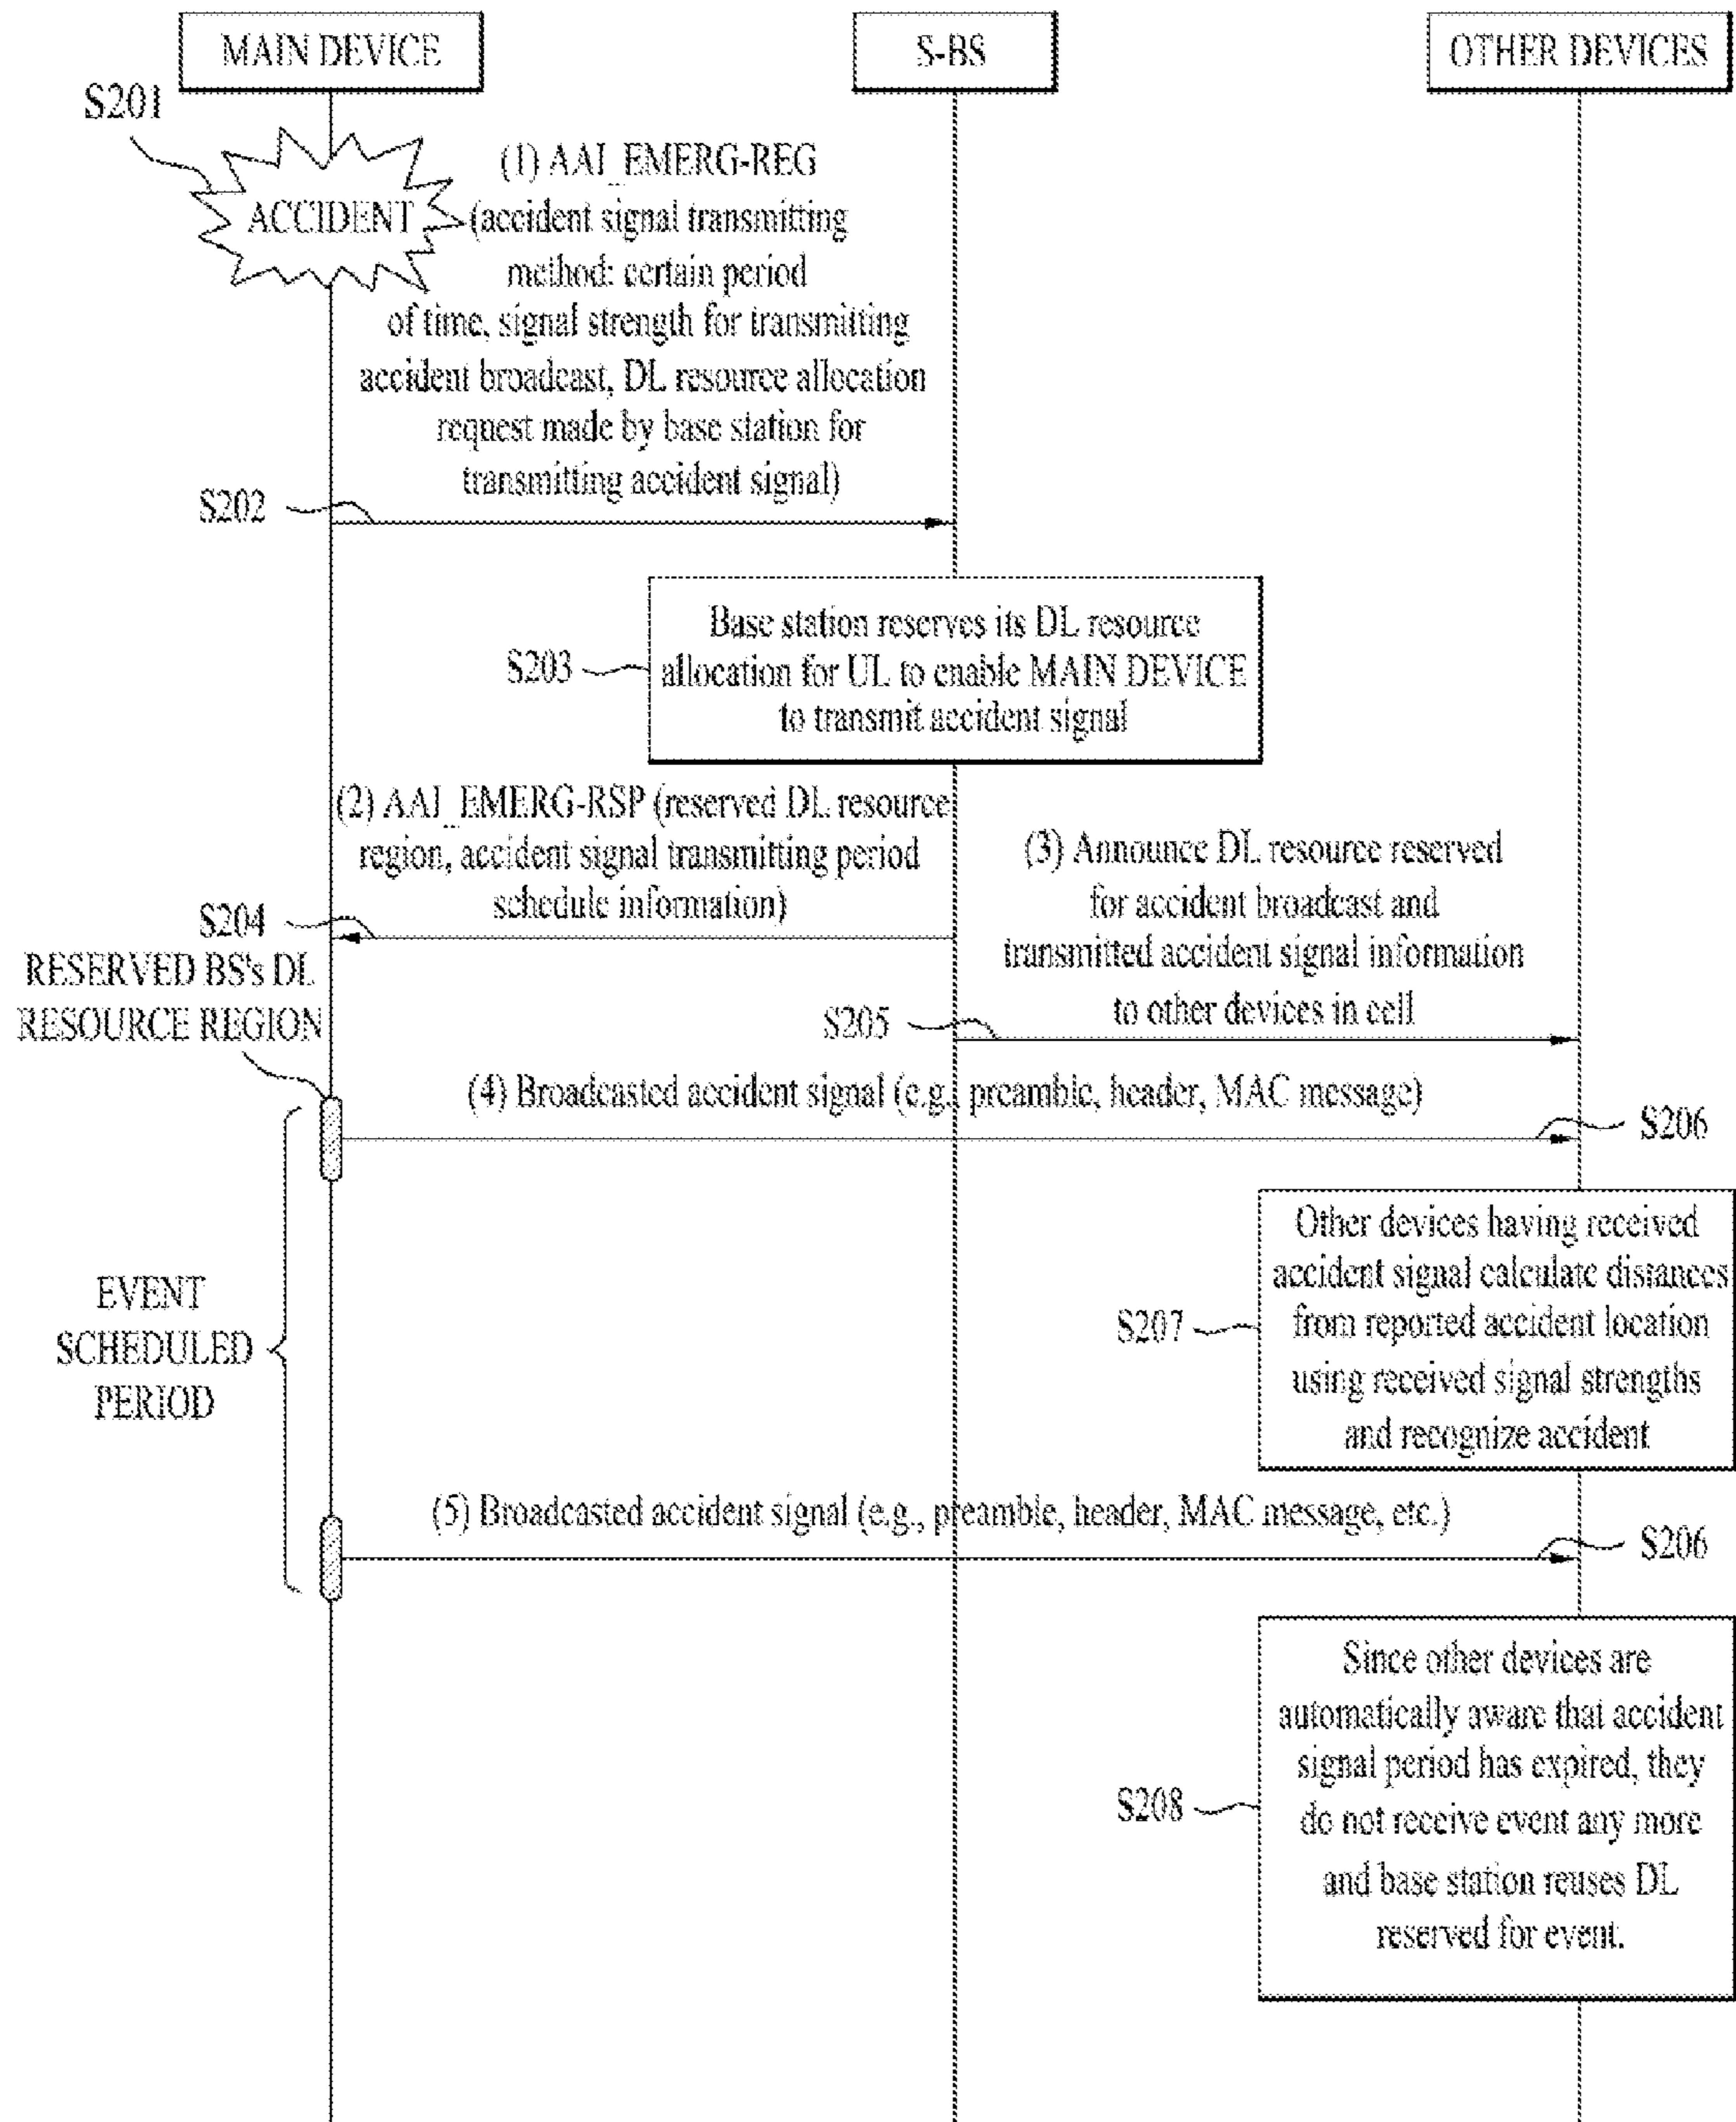 MAIN DEVICE
S-BS
OTHER DEVICES
S201
ACCIDENT
(1) AAI_EMERG-REG
(accident signal transmitting
method: certain period
of time, signal strength for transmitting
accident broadcast, DL resource allocation
request made by base station for
transmitting accident signal)
S202
Base station reserves its DL resource
allocation for UL to enable MAIN DEVICE
to transmit accident signal
S203
(2) AAI_EMERG-RSP (reserved DL resource
region, accident signal transmitting period
schedule information)
S204
(3) Announce DL resource reserved
for accident broadcast and
transmitted accident signal information
to other devices in cell
S205
RESERVED BS's DL
RESOURCE REGION
(4) Broadcasted accident signal (e.g., preamble, header, MAC message)
S206
Other devices having received
accident signal calculate distances
from reported accident location
using received signal strengths
and recognize accident
S207
EVENT
SCHEDULED
PERIOD
(5) Broadcasted accident signal (e.g., preamble, header, MAC message, etc.)
S206
Since other devices are
automatically aware that accident
signal period has expired, they
do not receive event any more
and base station reuses DL
reserved for event.
S208